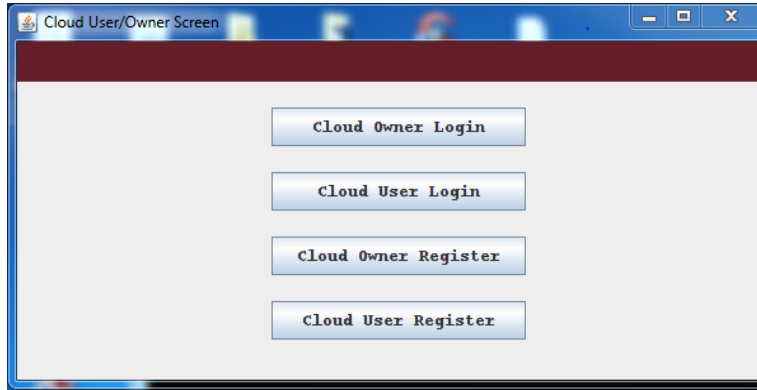 Cloud User/Owner Screen
Cloud Owner Login
Cloud User Login
Cloud Owner Register
Cloud User Register